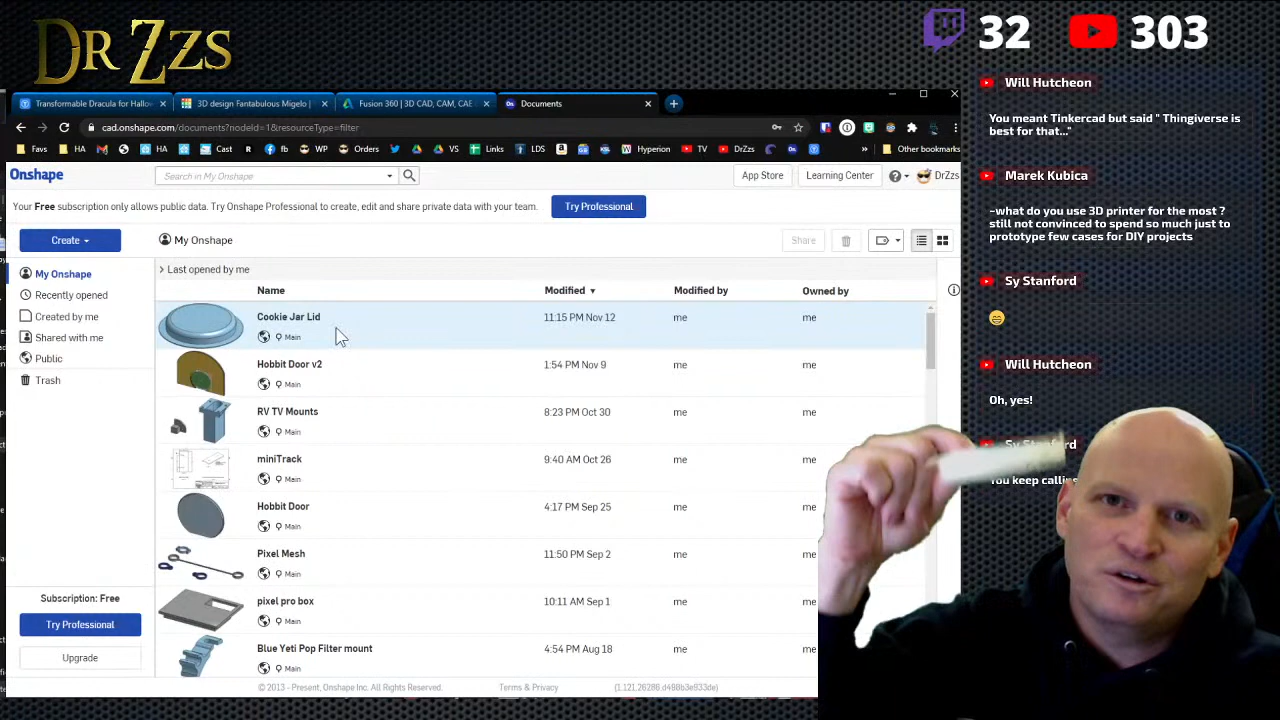 DR ZZS
32
303
Transformable Dracula for Hallo
3D design Fantabulous Migelo |
Fusion 360 | 3D CAD, CAM, CAE
Documents
cad.onshape.com/documents?nodeId=1&resourceType=filter
Favs
HA
HA
Cast
fb
WP
Orders
VS
Links
LDS
Hyperion
TV
DrZzs
Other bookmarks
Onshape
Search in My Onshape
App Store
Learning Center
DrZzs
Your Free subscription only allows public data. Try Onshape Professional to create, edit and share private data with your team.
Try Professional
Create
My Onshape
Share
My Onshape
Recently opened
Created by me
Shared with me
Public
Trash
Last opened by me
Name Modified Modified by Owned by
Cookie Jar Lid 11:15 PM Nov 12 me me
Main
Hobbit Door v2 1:54 PM Nov 9 me me
Main
RV TV Mounts 8:23 PM Oct 30 me me
Main
miniTrack 9:40 AM Oct 26 me me
Main
Hobbit Door 4:17 PM Sep 25 me me
Main
Pixel Mesh 11:50 PM Sep 2 me me
Main
pixel pro box 10:11 AM Sep 1 me me
Main
Blue Yeti Pop Filter mount 4:54 PM Aug 18 me me
Main
Subscription: Free
Try Professional
Upgrade
© 2013 - Present, Onshape Inc. All Rights Reserved.
Terms & Privacy
(1.121.26286.d498b3e933de)
Will Hutcheon
You meant Tinkercad but said " Thingiverse is
best for that..."
Marek Kubica
-what do you use 3D printer for the most ?
still not convinced to spend so much just to
prototype few cases for DIY projects
Sy Stanford
Will Hutcheon
Oh, yes!
Sy Stanford
You keep